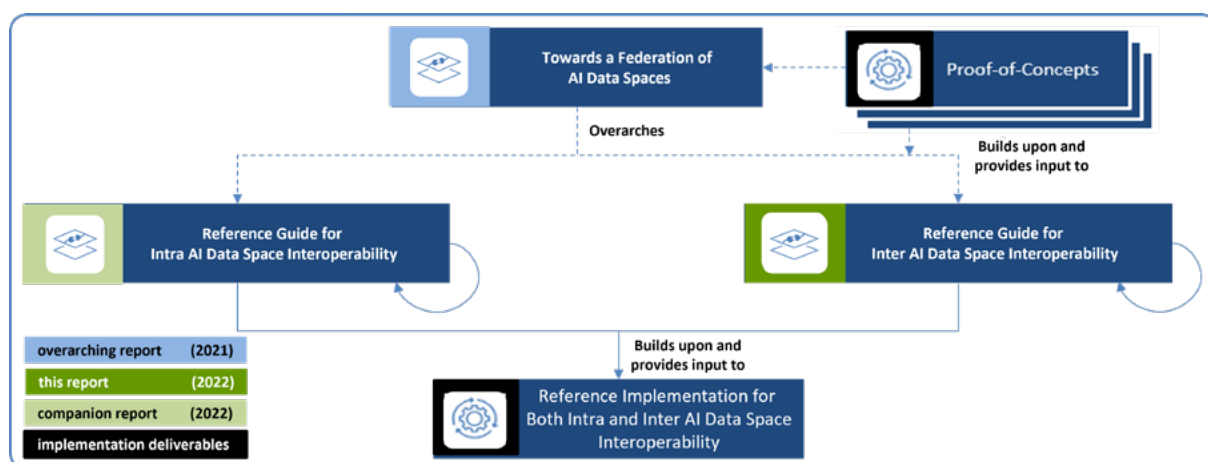 Towards a Federation of
AI Data Spaces
Proof-of-Concepts
Overarches
Builds upon and
provides input to
Reference Guide for
Intra AI Data Space Interoperability
Reference Guide for
Inter AI Data Space Interoperability
overarching report (2021)
this report (2022)
companion report (2022)
implementation deliverables
Builds upon and
provides input to
Reference Implementation for
Both Intra and Inter AI Data Space
Interoperability